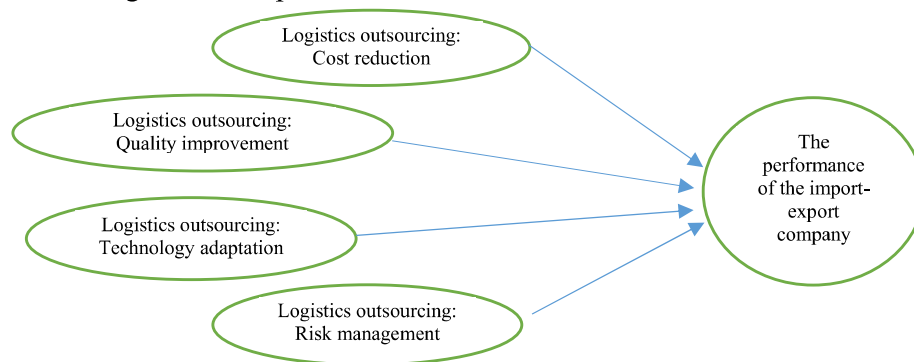 Logistics outsourcing:
Cost reduction
Logistics outsourcing:
Quality improvement
Logistics outsourcing:
Technology adaptation
Logistics outsourcing:
Risk management
The
performance
of the import-
export
company